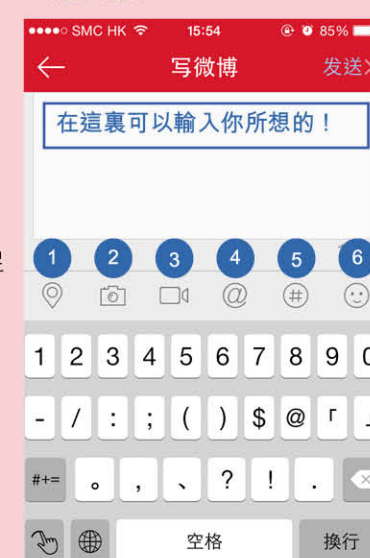 SMC HK 15:54 85%
写微博 发送
在這裏可以輸入你所想的！
1 2 3 4 5 6
@ #
1 2 3 4 5 6 7 8 9
- / : ; ( ) $ @ 「
#+= 。 , 、 ? ! .
空格 換行